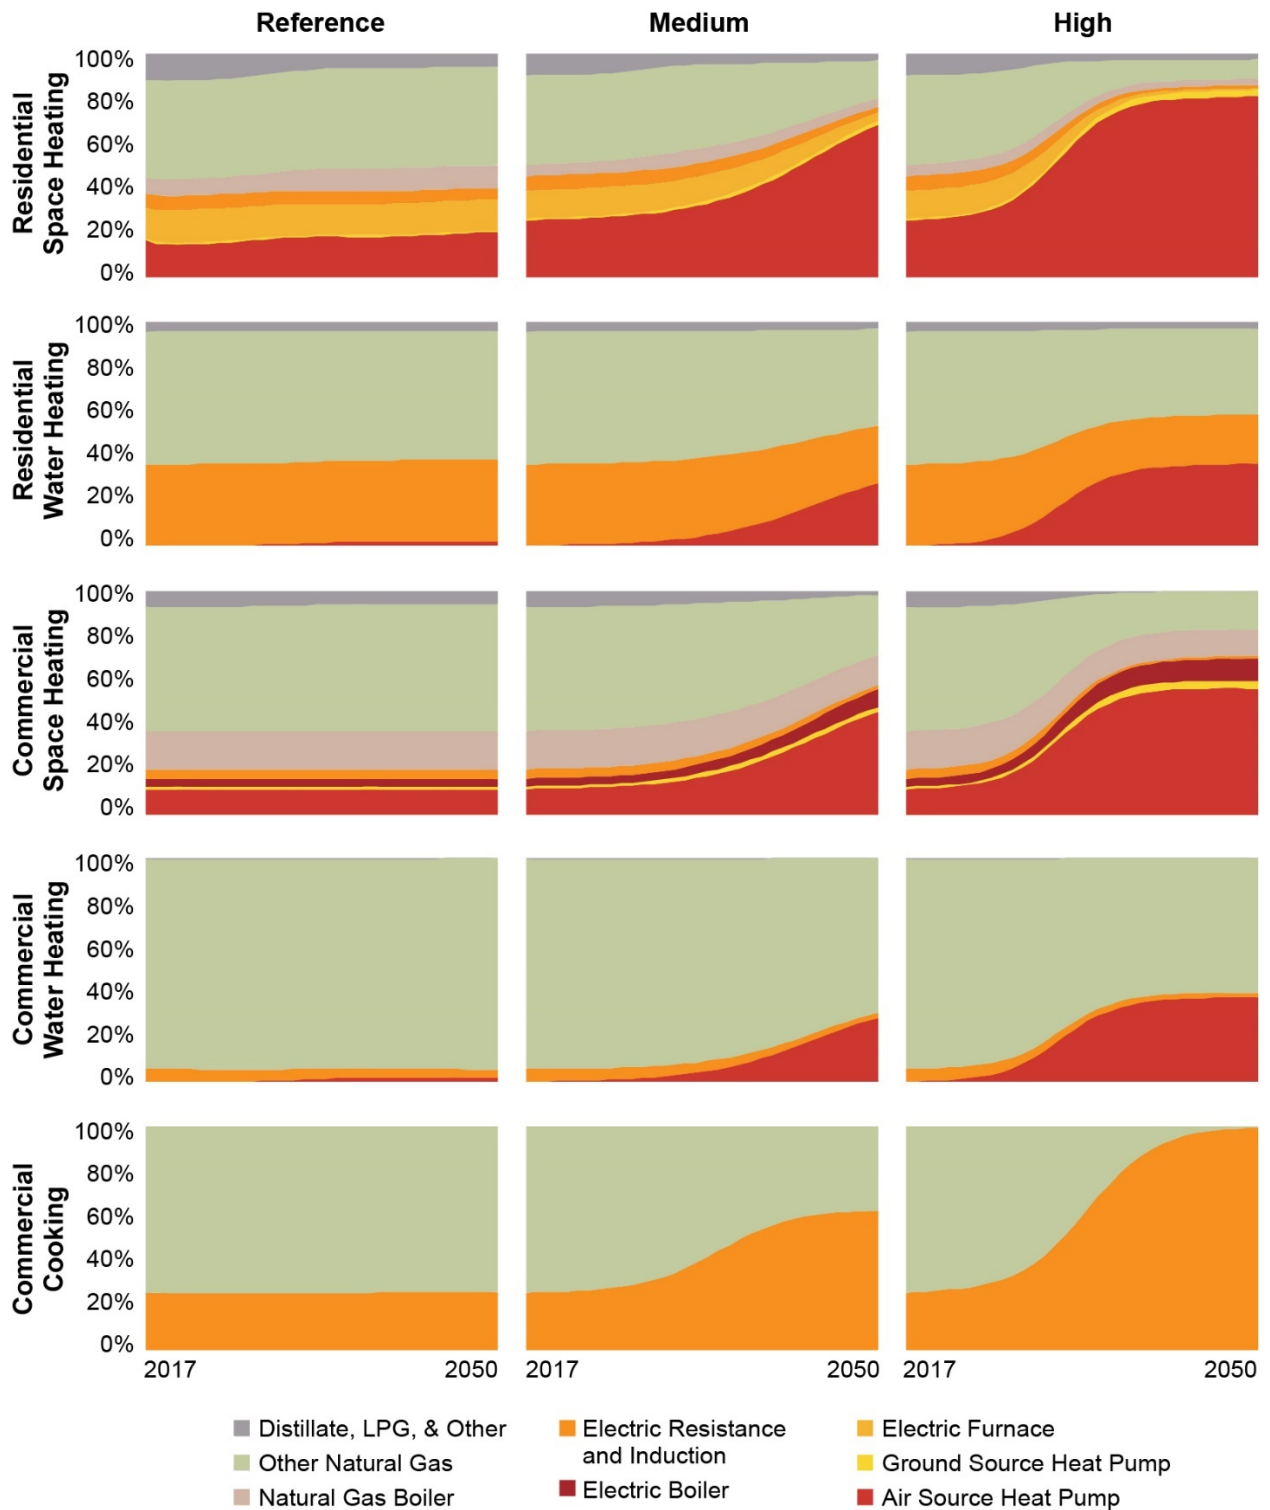 Reference Medium High
Residential
Space Heating
100%
80%
60%
40%
20%
0%
Residential
Water Heating
100%
80%
60%
40%
20%
0%
Commercial
Space Heating
100%
80%
60%
40%
20%
0%
Commercial
Water Heating
100%
80%
60%
40%
20%
0%
Commercial
Cooking
100%
80%
60%
40%
20%
0%
2017 2050 2017 2050 2017 2050
Distillate, LPG, & Other
Other Natural Gas
Natural Gas Boiler
Electric Resistance
and Induction
Electric Boiler
Electric Furnace
Ground Source Heat Pump
Air Source Heat Pump